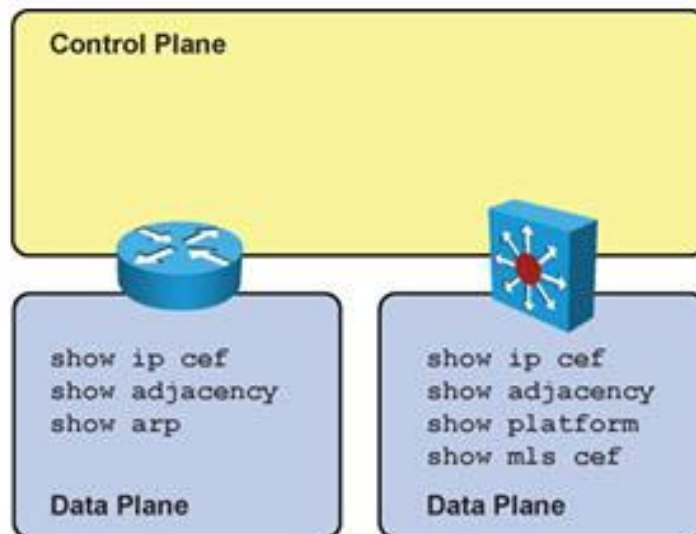 Control Plane
show ip cef
show adjacency
show arp
Data Plane
show ip cef
show adjacency
show platform
show mls cef
Data Plane